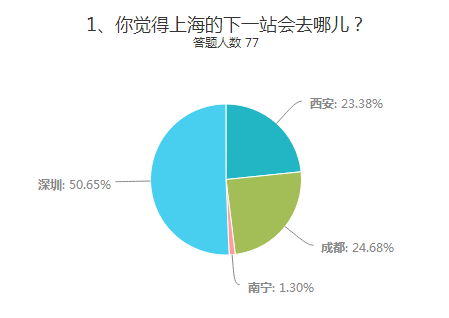 1、你觉得上海的下一站会去哪儿？
答题人数 77
西安: 23.38%
深圳: 50.65%
成都: 24.68%
南宁: 1.30%